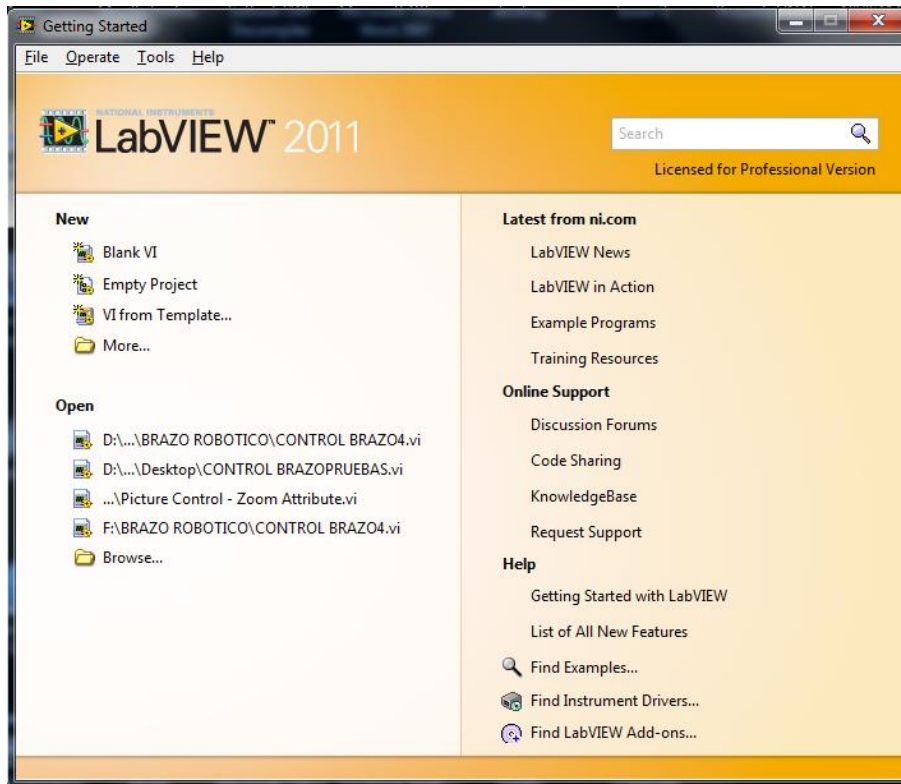 Getting Started
File Operate Tools Help
NATIONAL INSTRUMENTS
LabVIEW™ 2011
Search
Licensed for Professional Version
New
Blank VI
Empty Project
VI from Template...
More...
Open
D:\...\BRAZO ROBOTICO\CONTROL BRAZO4.vi
D:\...\Desktop\CONTROL BRAZOPRUEBAS.vi
...\Picture Control - Zoom Attribute.vi
F:\BRAZO ROBOTICO\CONTROL BRAZO4.vi
Browse...
Latest from ni.com
LabVIEW News
LabVIEW in Action
Example Programs
Training Resources
Online Support
Discussion Forums
Code Sharing
KnowledgeBase
Request Support
Help
Getting Started with LabVIEW
List of All New Features
Find Examples...
Find Instrument Drivers...
Find LabVIEW Add-ons...